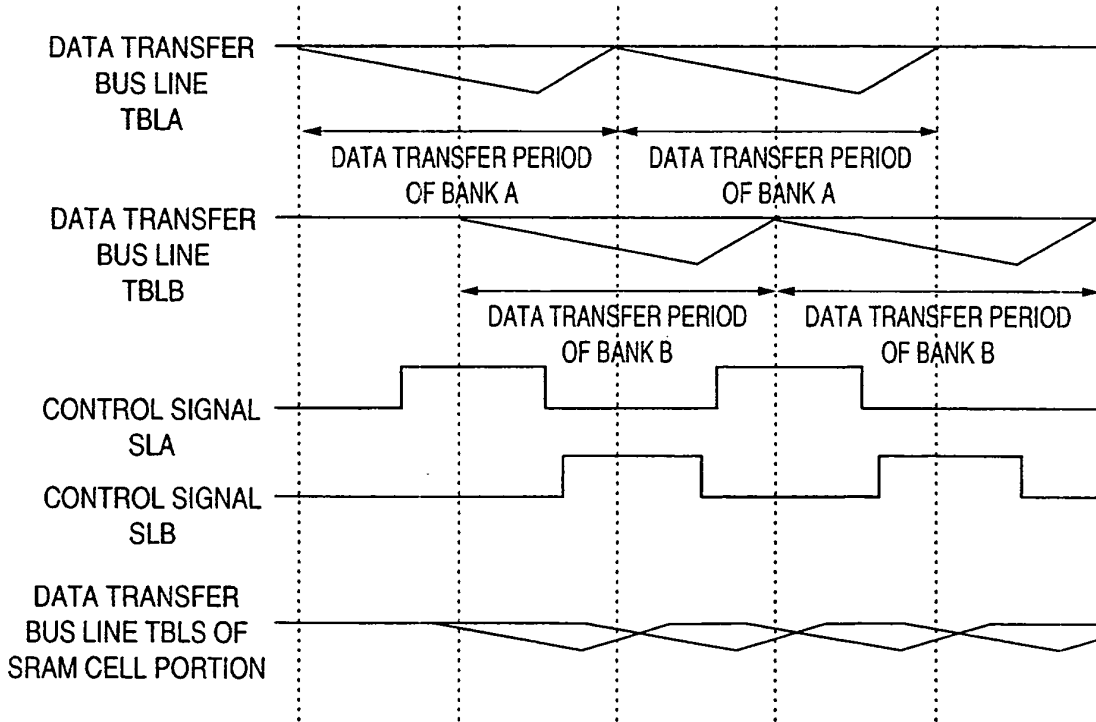 DATA TRANSFER
BUS LINE
TBLA
DATA TRANSFER PERIOD
OF BANK A
DATA TRANSFER PERIOD
OF BANK A
DATA TRANSFER
BUS LINE
TBLB
DATA TRANSFER PERIOD
OF BANK B
DATA TRANSFER PERIOD
OF BANK B
CONTROL SIGNAL
SLA
CONTROL SIGNAL
SLB
DATA TRANSFER
BUS LINE TBLS OF
SRAM CELL PORTION